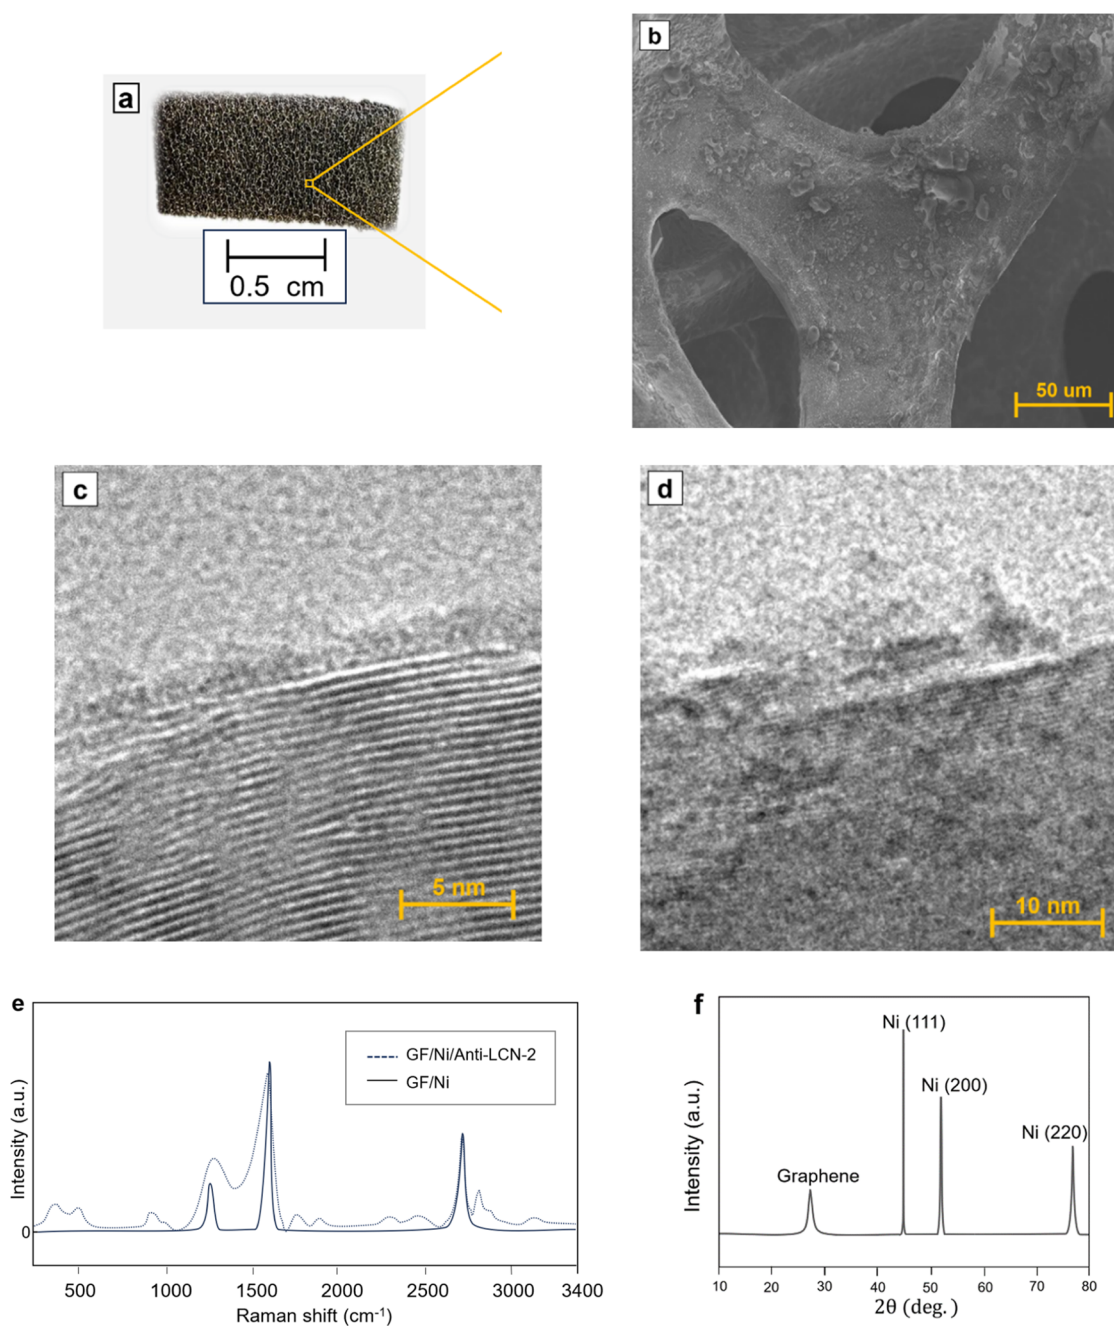 a
0.5 cm
b
50 um
c
5 nm
d
10 nm
e
GF/Ni/Anti-LCN-2
GF/Ni
Intensity (a.u.)
0
500 1000 1500 2000 2500 3000 3400
Raman shift (cm⁻¹)
f
Ni (111)
Ni (200)
Ni (220)
Graphene
Intensity (a.u.)
10 20 30 40 50 60 70 80
2θ (deg.)